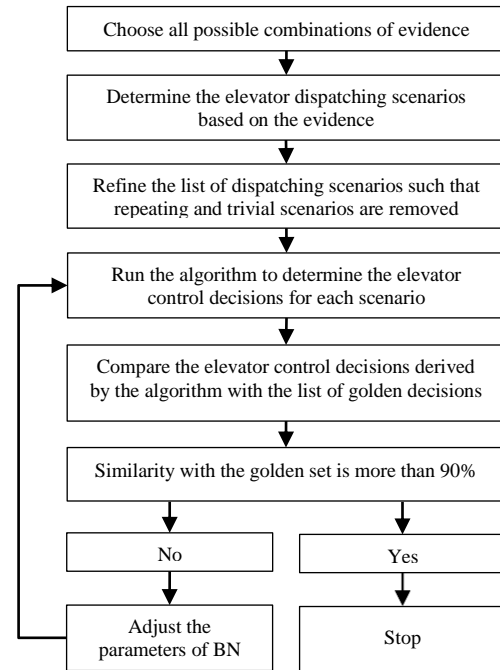 Choose all possible combinations of evidence
Determine the elevator dispatching scenarios
based on the evidence
Refine the list of dispatching scenarios such that
repeating and trivial scenarios are removed
Run the algorithm to determine the elevator
control decisions for each scenario
Compare the elevator control decisions derived
by the algorithm with the list of golden decisions
Similarity with the golden set is more than 90%
No
Yes
Adjust the
parameters of BN
Stop